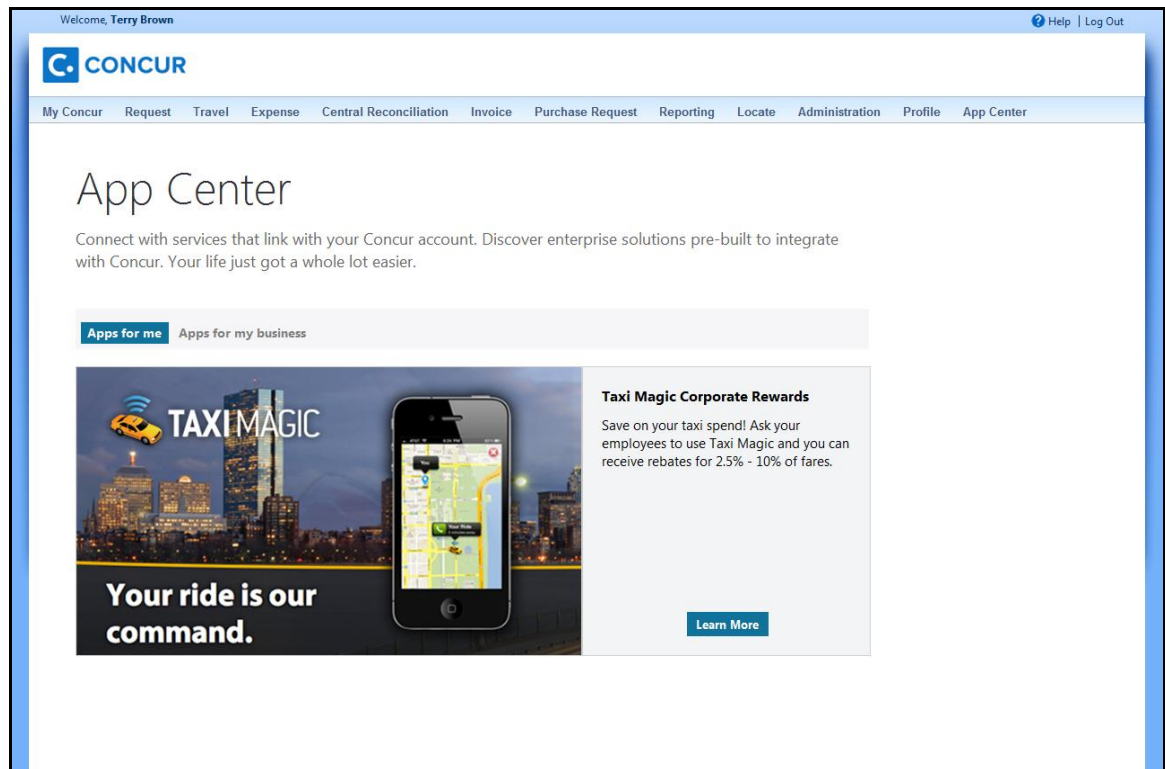 Welcome, Terry Brown
Help | Log Out
C. CONCUR
My Concur Request Travel Expense Central Reconciliation Invoice Purchase Request Reporting Locate Administration Profile App Center
App Center
Connect with services that link with your Concur account. Discover enterprise solutions pre-built to integrate
with Concur. Your life just got a whole lot easier.
Apps for me Apps for my business
TAXIMAGIC
You
Your Ride
Your ride is our
command.
Taxi Magic Corporate Rewards
Save on your taxi spend! Ask your
employees to use Taxi Magic and you can
receive rebates for 2.5% - 10% of fares.
Learn More